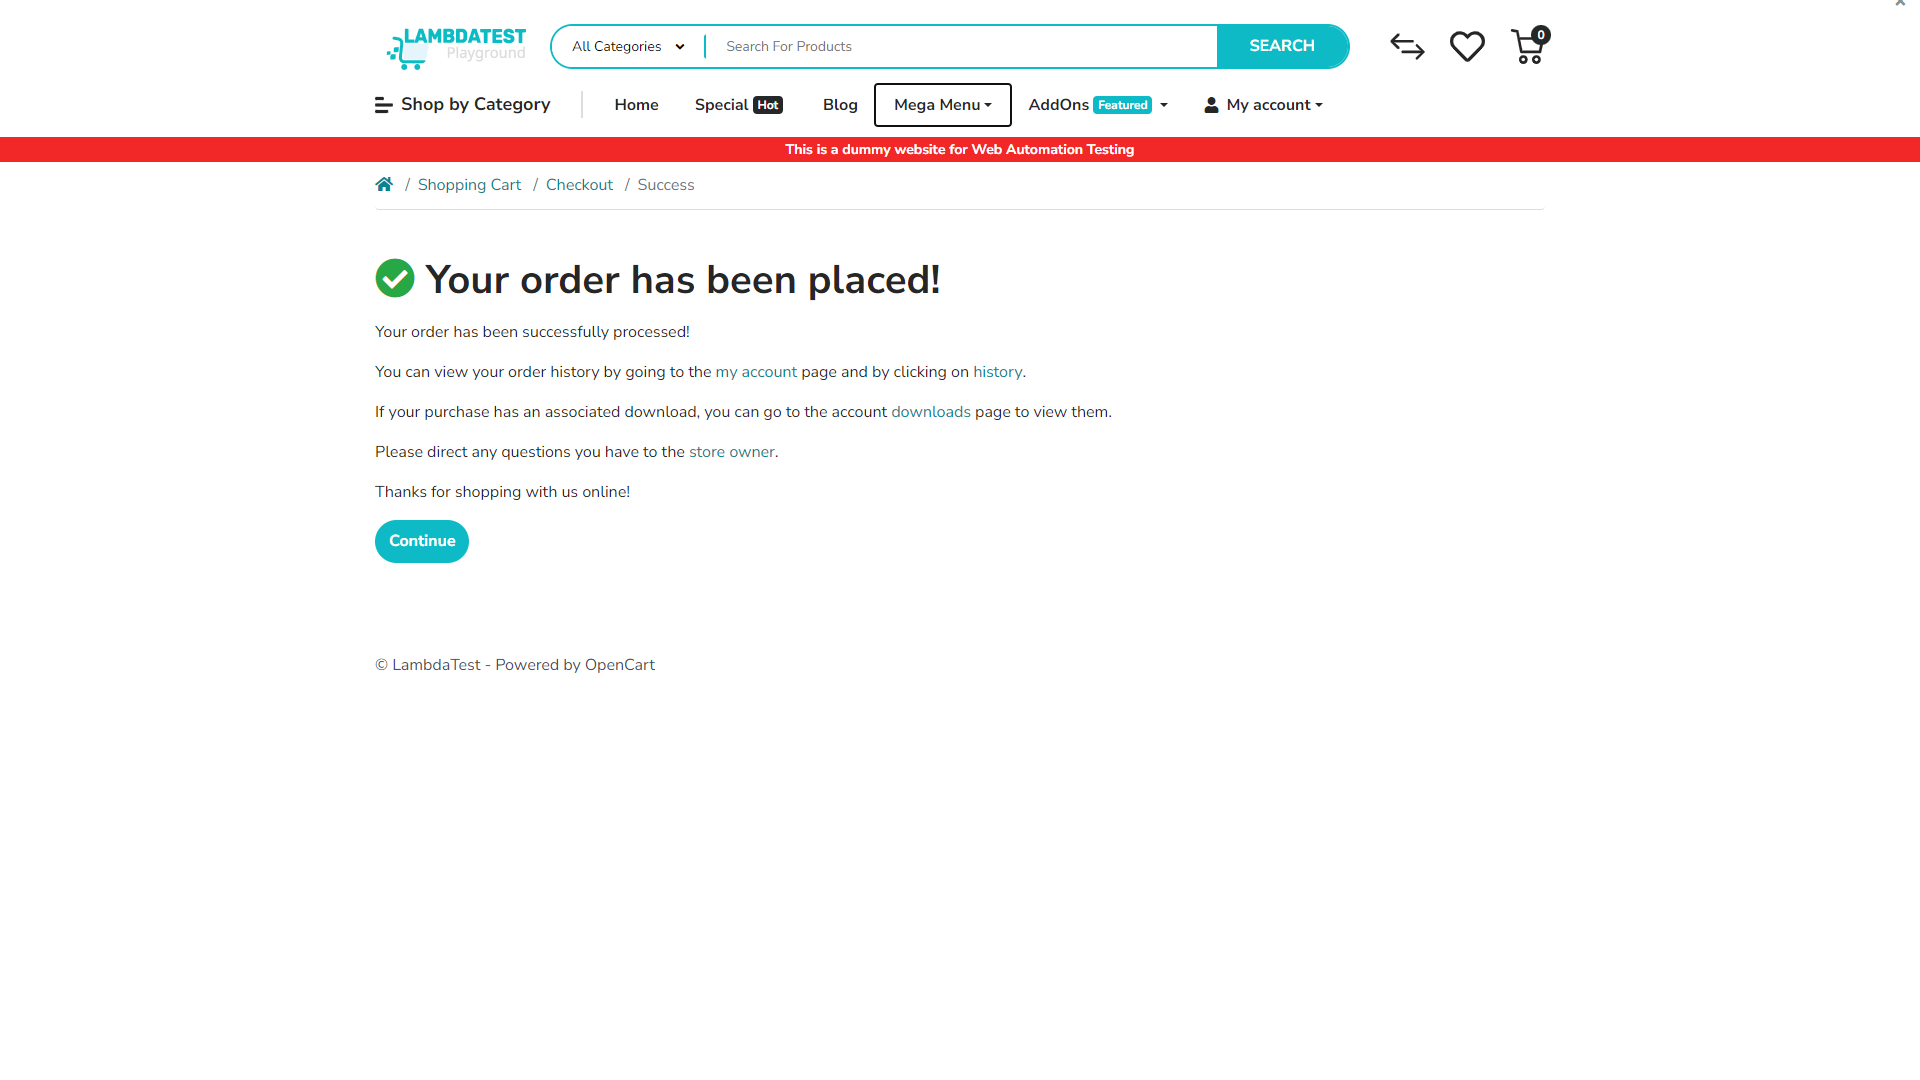 LAMBDATEST
Playground
All Categories
Search For Products
SEARCH
0
Shop by Category
Home
Special Hot
Blog
Mega Menu
AddOns Featured
My account
This is a dummy website for Web Automation Testing
/ Shopping Cart / Checkout / Success
Your order has been placed!
Your order has been successfully processed!
You can view your order history by going to the my account page and by clicking on history.
If your purchase has an associated download, you can go to the account downloads page to view them.
Please direct any questions you have to the store owner.
Thanks for shopping with us online!
Continue
© LambdaTest - Powered by OpenCart